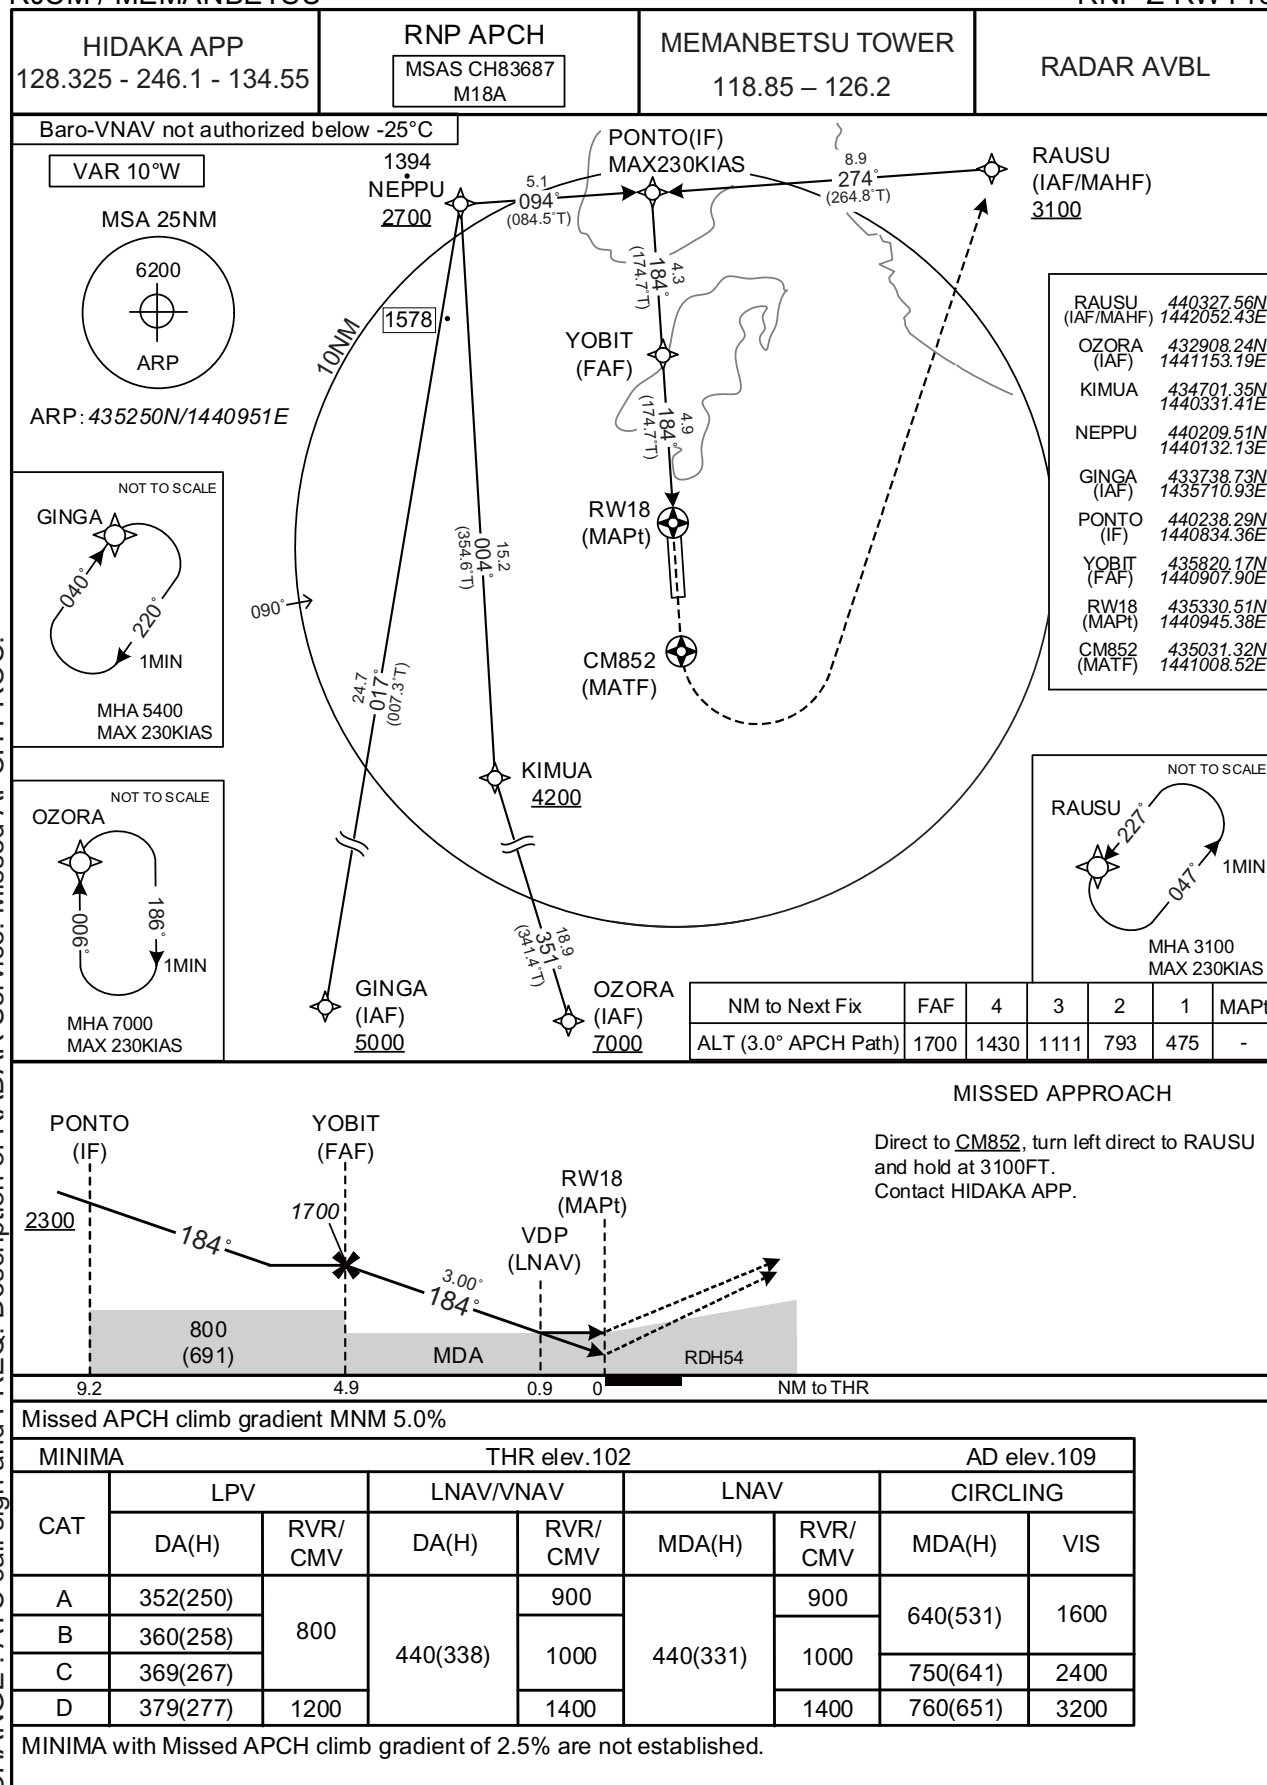 RJCM / MEMANBETSU
RNP Z RWY18
HIDAKA APP
128.325 - 246.1 - 134.55
RNP APCH
MSAS CH83687
M18A
MEMANBETSU TOWER
118.85 – 126.2
RADAR AVBL
Baro-VNAV not authorized below -25°C
VAR 10°W
MSA 25NM
6200
ARP
ARP: 435250N/1440951E
1394
NEPPU
2700
5.1
094°
(084.5°T)
PONTO(IF)
MAX230KIAS
8.9
274°
(264.8°T)
RAUSU
(IAF/MAHF)
3100
4.3
184°
(174.7°T)
1578
10NM
YOBIT
(FAF)
4.9
184°
(174.7°T)
RW18
(MAPt)
15.2
004°
(354.6°T)
090°
CM852
(MATF)
24.7
017°
(007.3°T)
KIMUA
4200
18.9
351°
(341.4°T)
GINGA
(IAF)
5000
OZORA
(IAF)
7000
RAUSU 440327.56N
(IAF/MAHF) 1442052.43E
OZORA 432908.24N
(IAF) 1441153.19E
KIMUA 434701.35N
1440331.41E
NEPPU 440209.51N
1440132.13E
GINGA 433738.73N
(IAF) 1435710.93E
PONTO 440238.29N
(IF) 1440834.36E
YOBIT 435820.17N
(FAF) 1440907.90E
RW18 435330.51N
(MAPt) 1440945.38E
CM852 435031.32N
(MATF) 1441008.52E
NOT TO SCALE
GINGA
040°
220°
1MIN
MHA 5400
MAX 230KIAS
NOT TO SCALE
OZORA
006°
186°
1MIN
MHA 7000
MAX 230KIAS
NOT TO SCALE
RAUSU
227°
047°
1MIN
MHA 3100
MAX 230KIAS
NM to Next Fix FAF 4 3 2 1 MAPt
ALT (3.0° APCH Path) 1700 1430 1111 793 475 -
PONTO
(IF)
2300
184°
YOBIT
(FAF)
1700
3.00°
184°
VDP
(LNAV)
RW18
(MAPt)
800
(691)
MDA
RDH54
9.2 4.9 0.9 0 NM to THR
MISSED APPROACH
Direct to CM852, turn left direct to RAUSU
and hold at 3100FT.
Contact HIDAKA APP.
Missed APCH climb gradient MNM 5.0%
MINIMA THR elev.102 AD elev.109
CAT LPV LNAV/VNAV LNAV CIRCLING
DA(H) RVR/CMV DA(H) RVR/CMV MDA(H) RVR/CMV MDA(H) VIS
A 352(250) 800 440(338) 900 440(331) 900 640(531) 1600
B 360(258) 1000 1000
C 369(267) 750(641) 2400
D 379(277) 1200 1400 1400 760(651) 3200
MINIMA with Missed APCH climb gradient of 2.5% are not established.